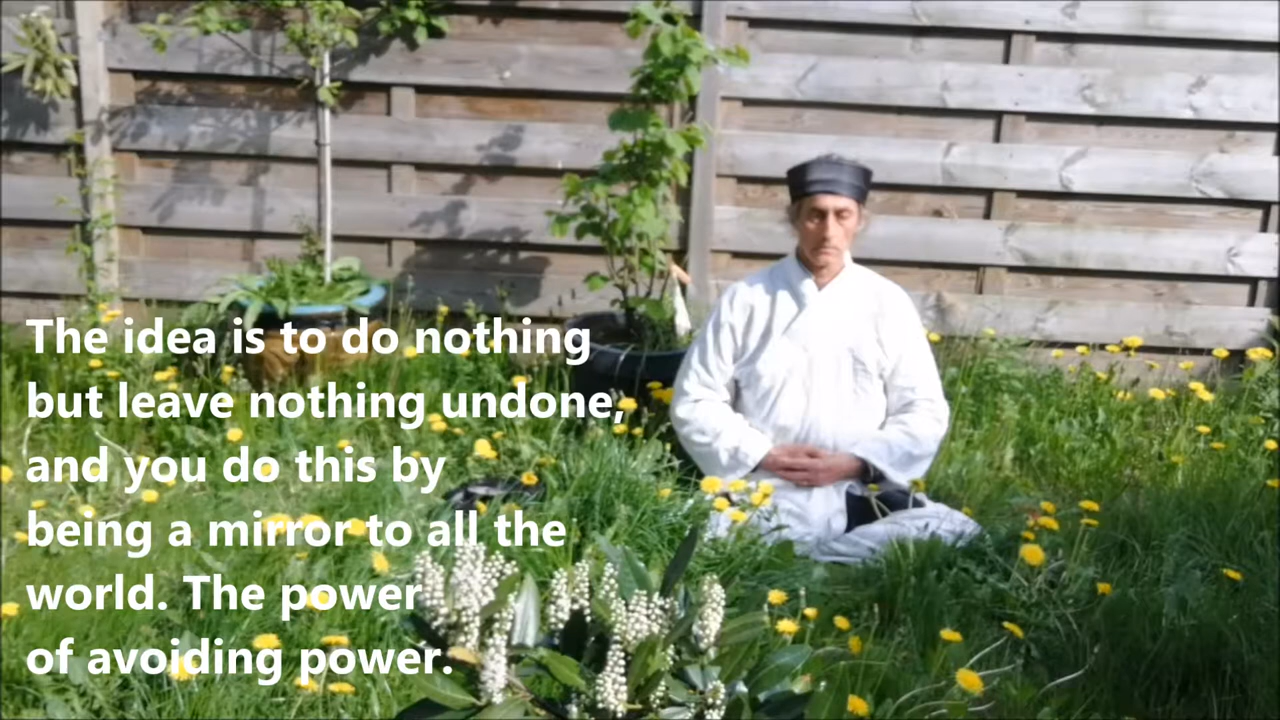 The idea is to do nothing
but leave nothing undone,
and you do this by
being a mirror to all the
world. The power
of avoiding power.